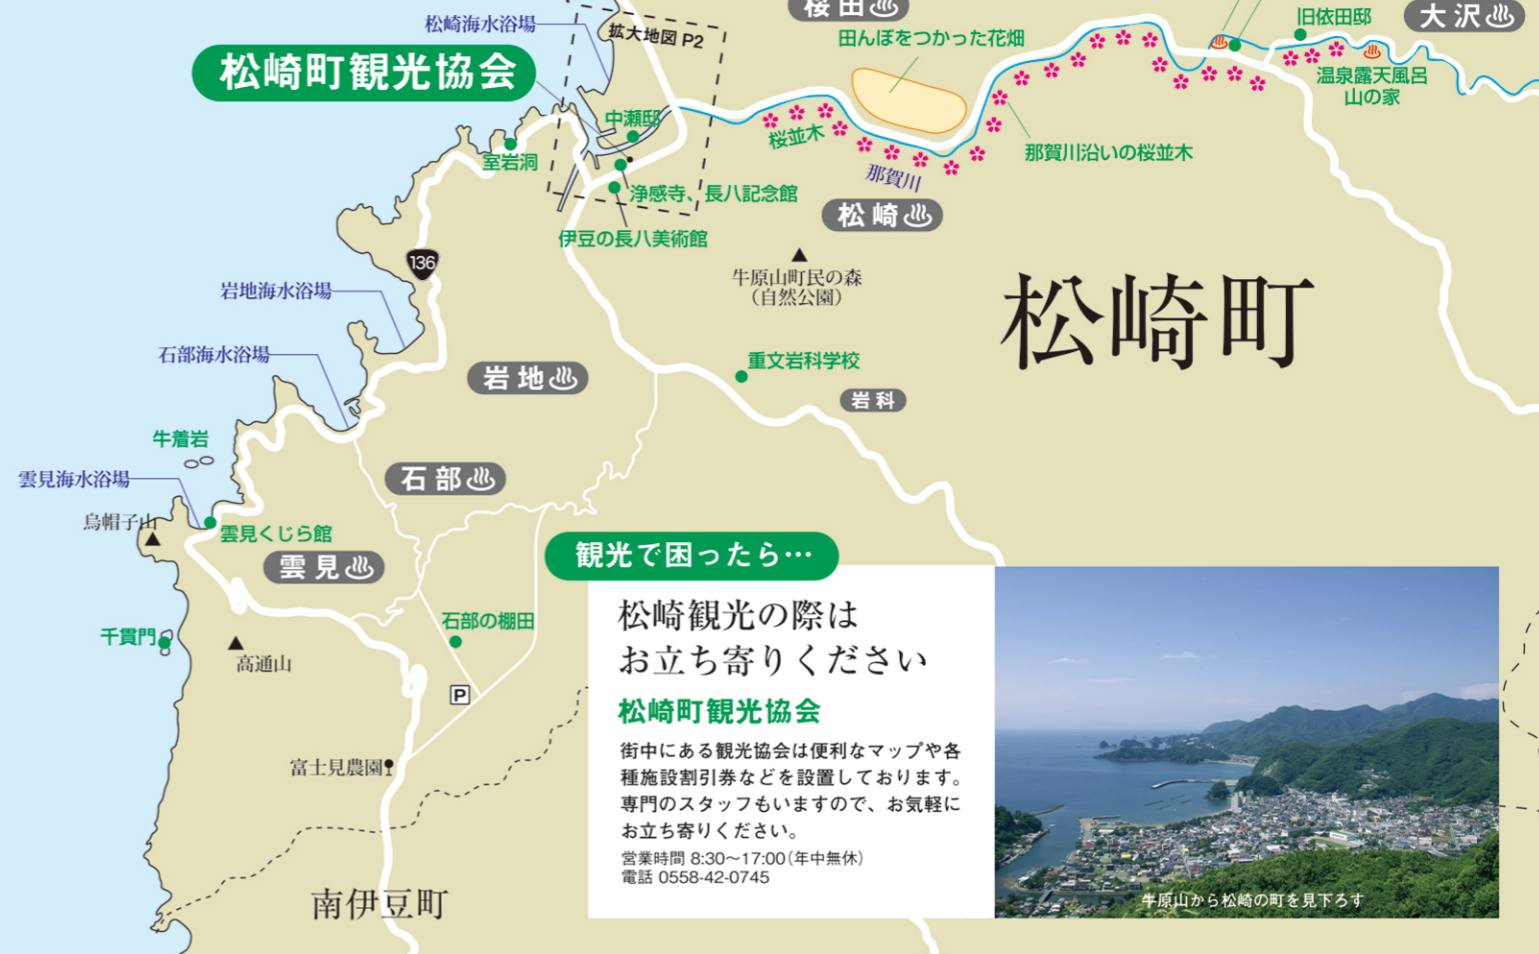 桜田
大沢
松崎海水浴場
拡大地図 P2
旧依田邸
田んぼをつかった花畑
松崎町観光協会
温泉露天風呂
山の家
中瀬邸
桜並木
室岩洞
那賀川沿いの桜並木
那賀川
浄感寺、長八記念館
松崎
伊豆の長八美術館
136
牛原山町民の森
（自然公園）
岩地海水浴場
松崎町
石部海水浴場
重文岩科学校
岩地
岩科
牛着岩
雲見海水浴場
石部
烏帽子山
雲見くじら館
雲見
観光で困ったら…
松崎観光の際は
お立ち寄りください
千貫門
石部の棚田
高通山
P
松崎町観光協会
街中にある観光協会は便利なマップや各
種施設割引券などを設置しております。
専門のスタッフもいますので、お気軽に
お立ち寄りください。
営業時間 8:30〜17:00（年中無休）
電話 0558-42-0745
富士見農園
南伊豆町
牛原山から松崎の町を見下ろす